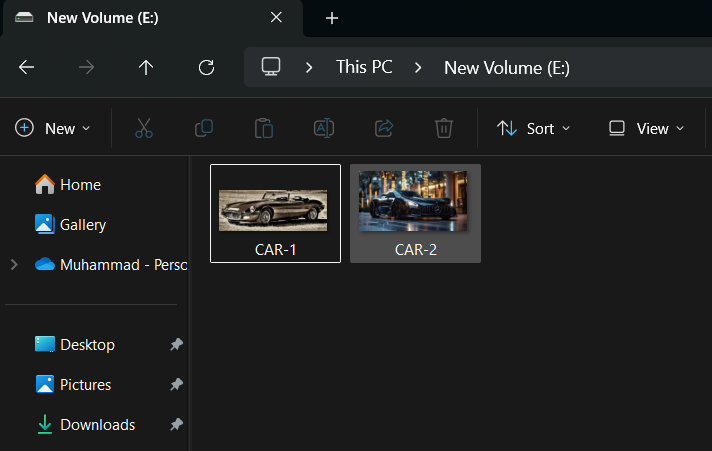 New Volume (E:)
This PC > New Volume (E:)
New Sort View
Home
Gallery
Muhammad - Perso
CAR-1 CAR-2
Desktop
Pictures
Downloads